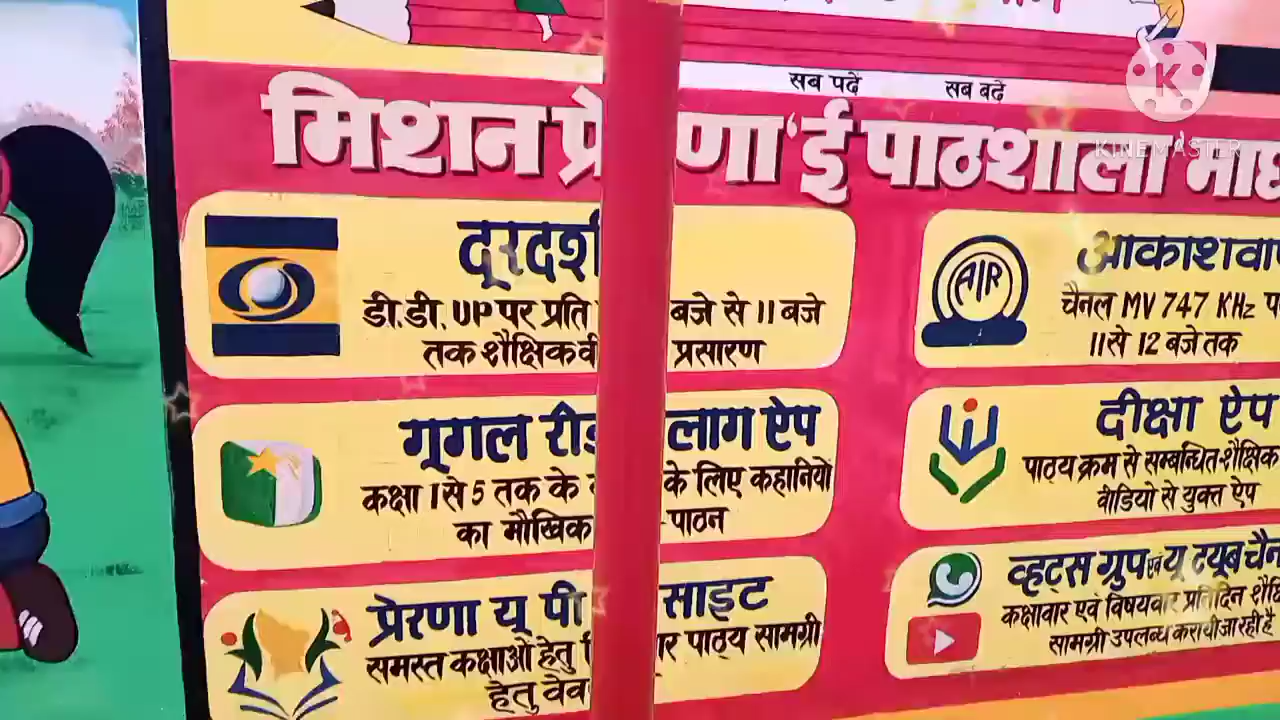 सब पढ़ें सब बढ़ें
मिशन प्रे णा ई पाठशाला
दूरदर्श
डी.डी. UP पर प्रति बजे से 11 बजे
तक शैक्षिक वी प्रसारण
आकाशवा
चैनल MV 747 KHz प
11 से 12 बजे तक
गूगल री लाग ऐप
कक्षा 1 से 5 तक के के लिए कहानियों
का मौखिक पाठन
दीक्षा ऐप
पाठ्यक्रम से सम्बन्धित शैक्षिक
वीडियो से युक्त ऐप
प्रेरणा यू पी साइट
समस्त कक्षाओं हेतु र पाठ्य सामग्री
हेतु वेव
व्हट्स ग्रुप एवं यू ट्यूब चैन
कक्षावार एवं विषयवार प्रतिदिन शैक्षि
सामग्री उपलब्ध करायी जा रही है
AIR
KINEMASTER